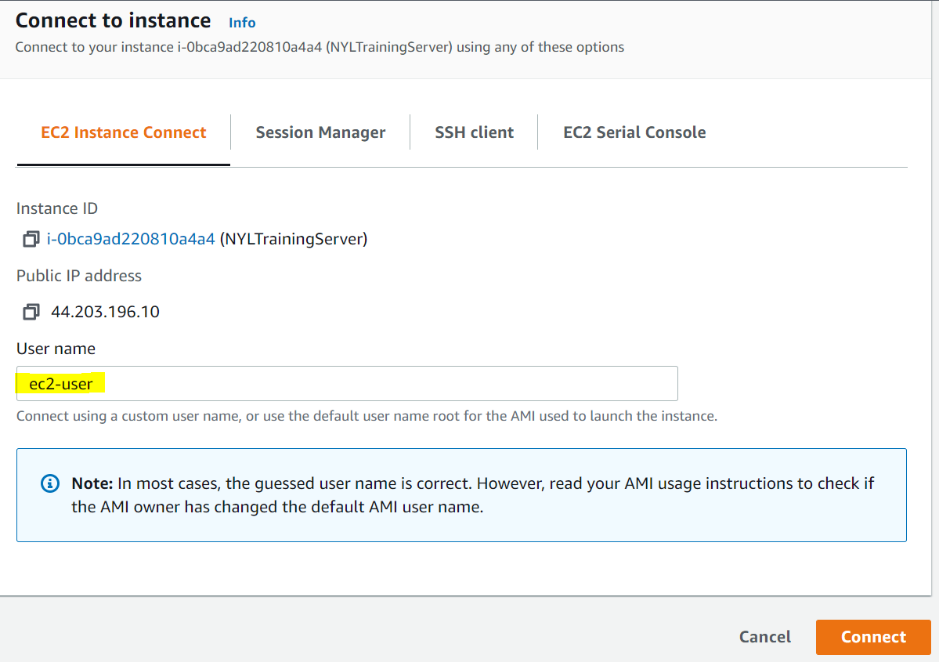 Connect to instance Info
Connect to your instance i-0bca9ad220810a4a4 (NYLTrainingServer) using any of these options
EC2 Instance Connect Session Manager SSH client EC2 Serial Console
Instance ID
i-0bca9ad220810a4a4 (NYLTrainingServer)
Public IP address
44.203.196.10
User name
ec2-user
Connect using a custom user name, or use the default user name root for the AMI used to launch the instance.
Note: In most cases, the guessed user name is correct. However, read your AMI usage instructions to check if
the AMI owner has changed the default AMI user name.
Cancel Connect